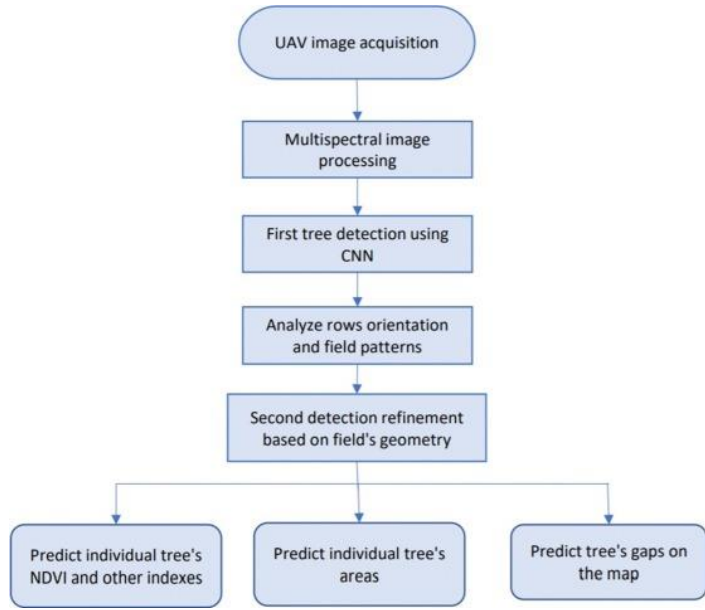 UAV image acquisition
Multispectral image
processing
First tree detection using
CNN
Analyze rows orientation
and field patterns
Second detection refinement
based on field's geometry
Predict individual tree's
NDVI and other indexes
Predict individual tree's
areas
Predict tree's gaps on
the map